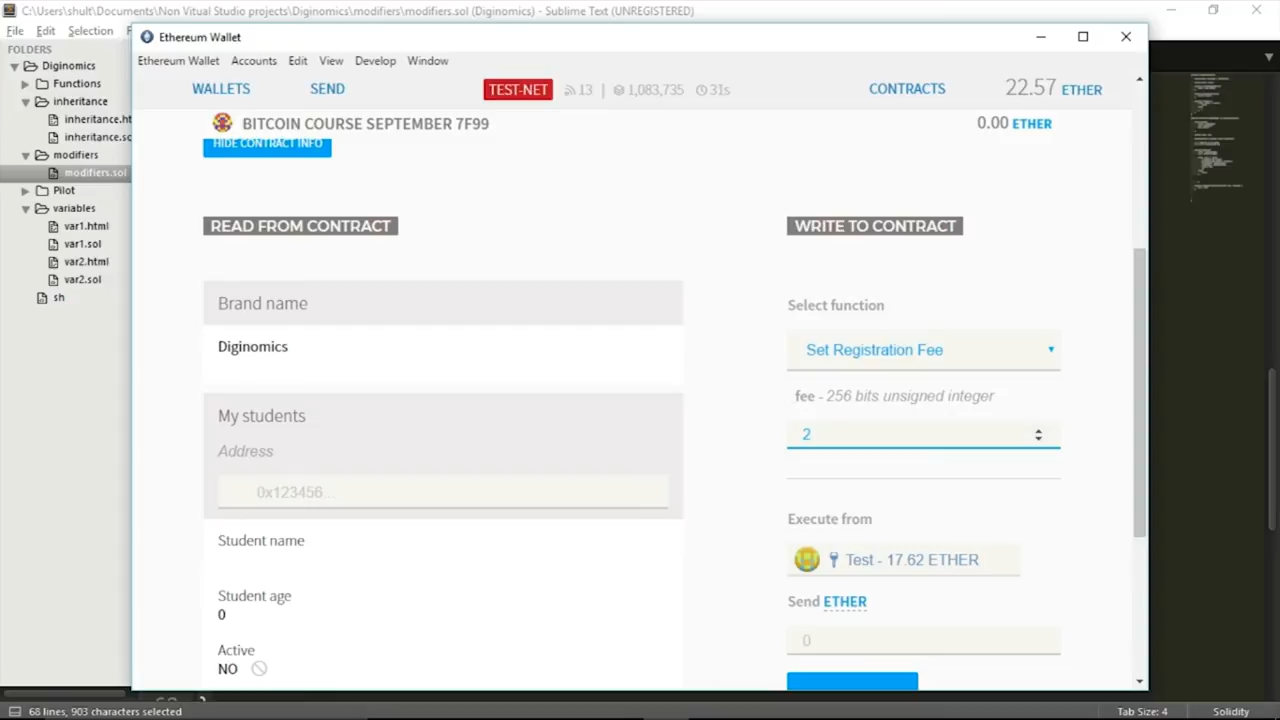 C:\Users\shult\Documents\Non Vitual Studio projects\Diginomics\modifiers\modifiers.sol (Diginomics) - Sublime Text (UNREGISTERED)
File Edit Selection
FOLDERS
Diginomics
Functions
inheritance
inheritance.ht
inheritance.sc
modifiers
modifiers.sol
Pilot
variables
var1.html
var1.sol
var2.html
var2.sol
sh
Ethereum Wallet
Ethereum Wallet Accounts Edit View Develop Window
WALLETS SEND TEST-NET 13 | 1,083,735 31s CONTRACTS 22.57 ETHER
BITCOIN COURSE SEPTEMBER 7F99 0.00 ETHER
HIDE CONTRACT INFO
READ FROM CONTRACT
Brand name
Diginomics
My students
Address
0x123456...
Student name
Student age
0
Active
NO
WRITE TO CONTRACT
Select function
Set Registration Fee
fee - 256 bits unsigned integer
2
Execute from
Test - 17.62 ETHER
Send ETHER
0
68 lines, 903 characters selected Tab Size: 4 Solidity